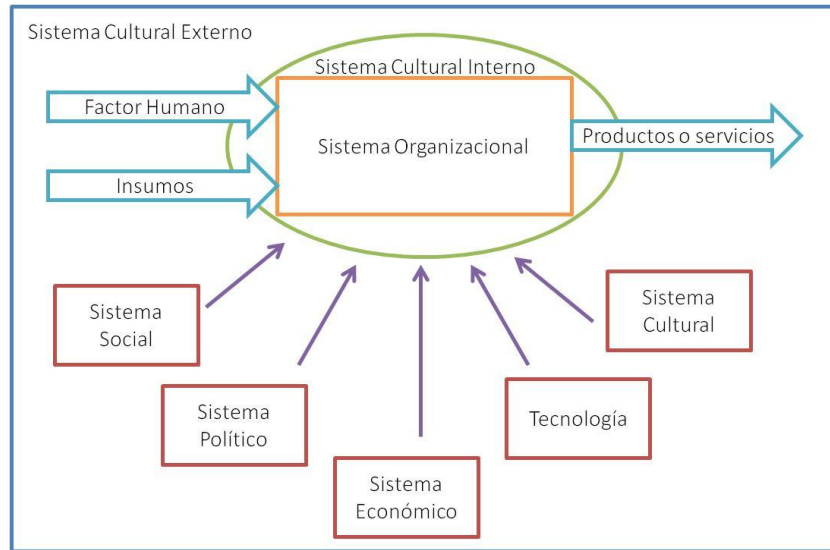 Sistema Cultural Externo
Sistema Cultural Interno
Factor Humano
Sistema Organizacional
Productos o servicios
Insumos
Sistema
Social
Sistema
Político
Sistema
Económico
Tecnología
Sistema
Cultural